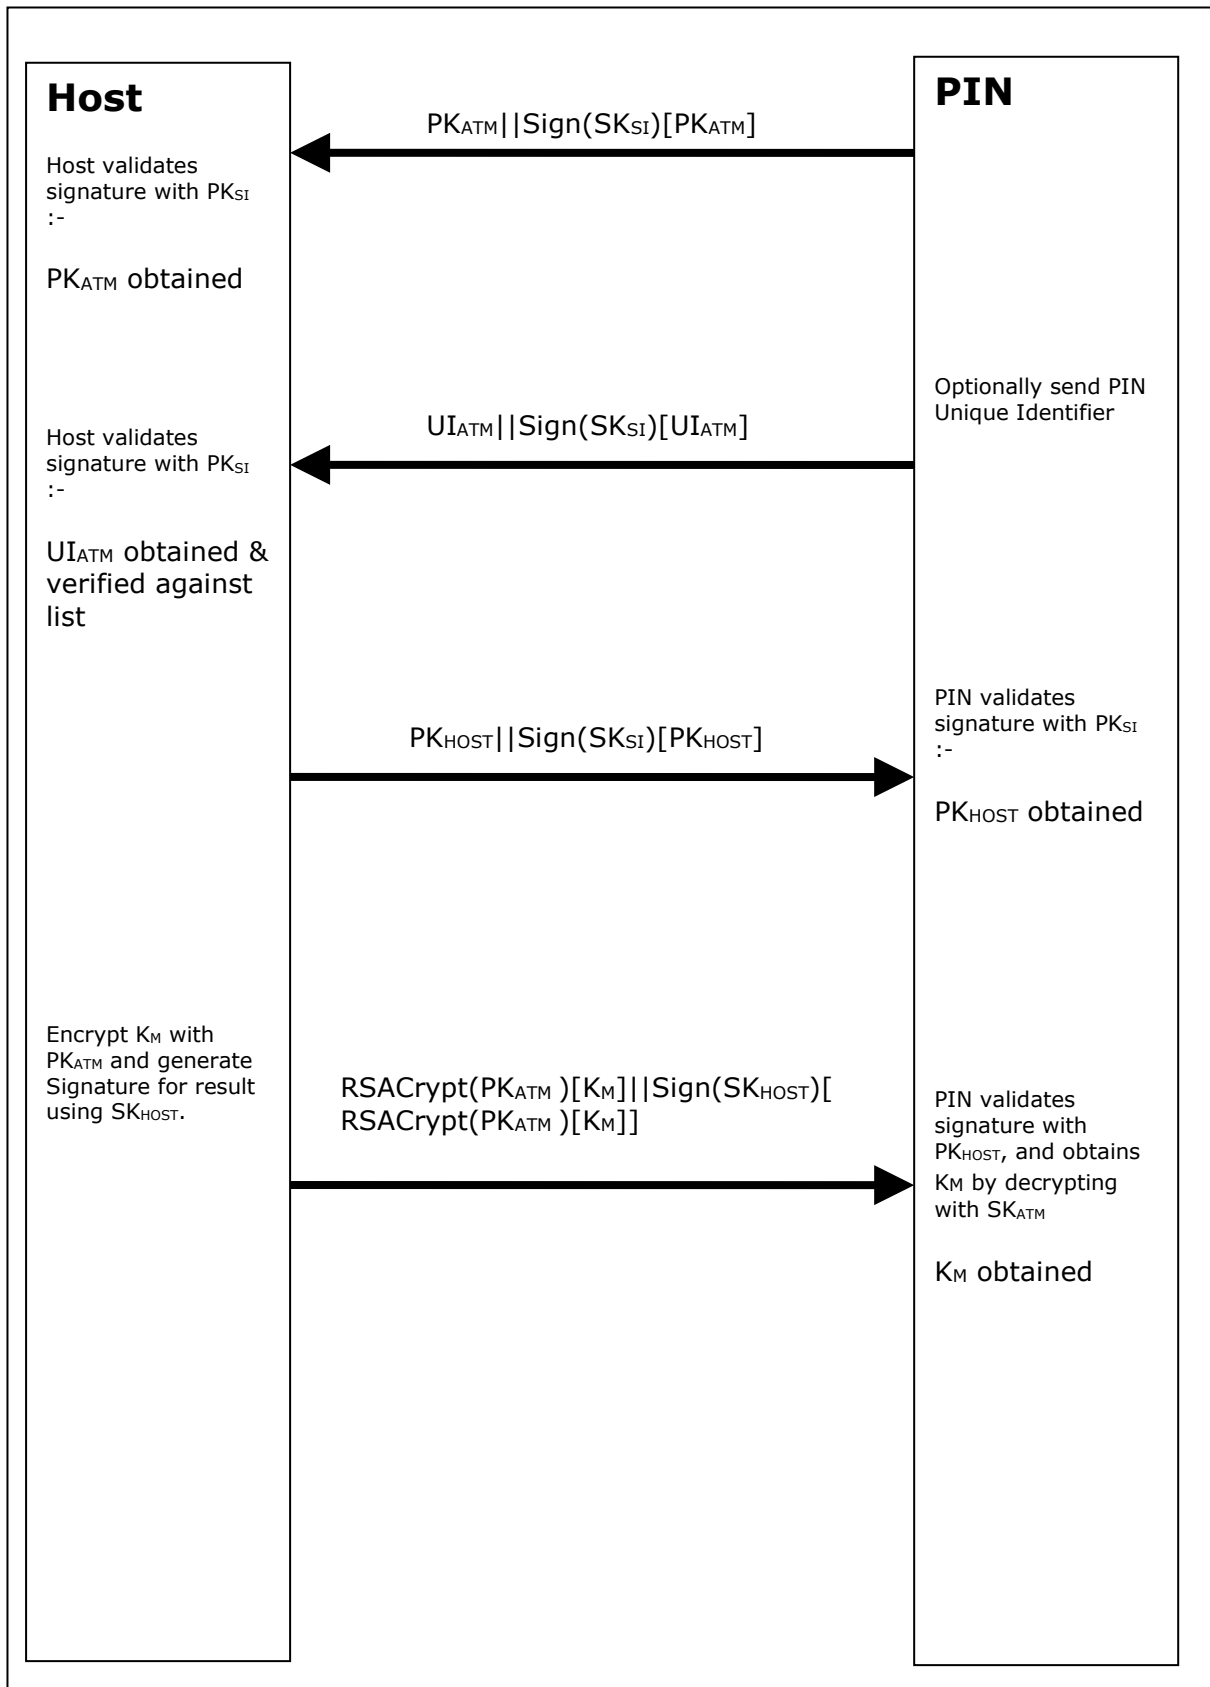 Host
PIN
PKATM||Sign(SKSI)[PKATM]
Host validates
signature with PKSI
:-
PKATM obtained
Optionally send PIN
Unique Identifier
UIATM||Sign(SKSI)[UIATM]
Host validates
signature with PKSI
:-
UIATM obtained &
verified against
list
PIN validates
signature with PKSI
:-
PKHOST||Sign(SKSI)[PKHOST]
PKHOST obtained
Encrypt KM with
PKATM and generate
Signature for result
using SKHOST.
RSACrypt(PKATM )[KM]||Sign(SKHOST)[
RSACrypt(PKATM )[KM]]
PIN validates
signature with
PKHOST, and obtains
KM by decrypting
with SKATM
KM obtained